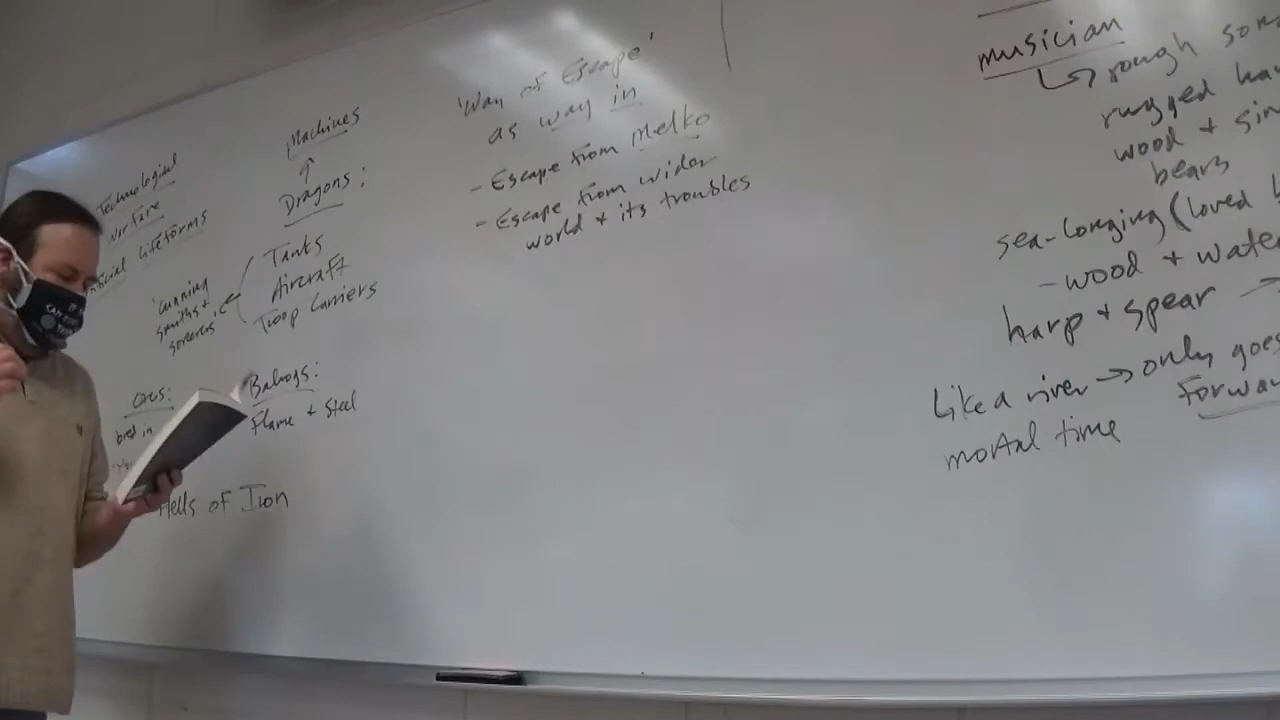 Technological
Warfare
lifeforms
Machines
↑
Dragons:
Tanks
Aircraft
Troop Carriers
'cunning
smiths +
sorcerers'
Orcs:
bred in
Balrogs:
Flame + Steel
Hells of Iron
'Way of Escape'
as way in
- Escape from Melko
- Escape from wider
world + its troubles
musician
↳ rough
rugged
wood +
bears
sea-longing (loved
- wood + water
harp + spear →
Like a river → only goes
mortal time